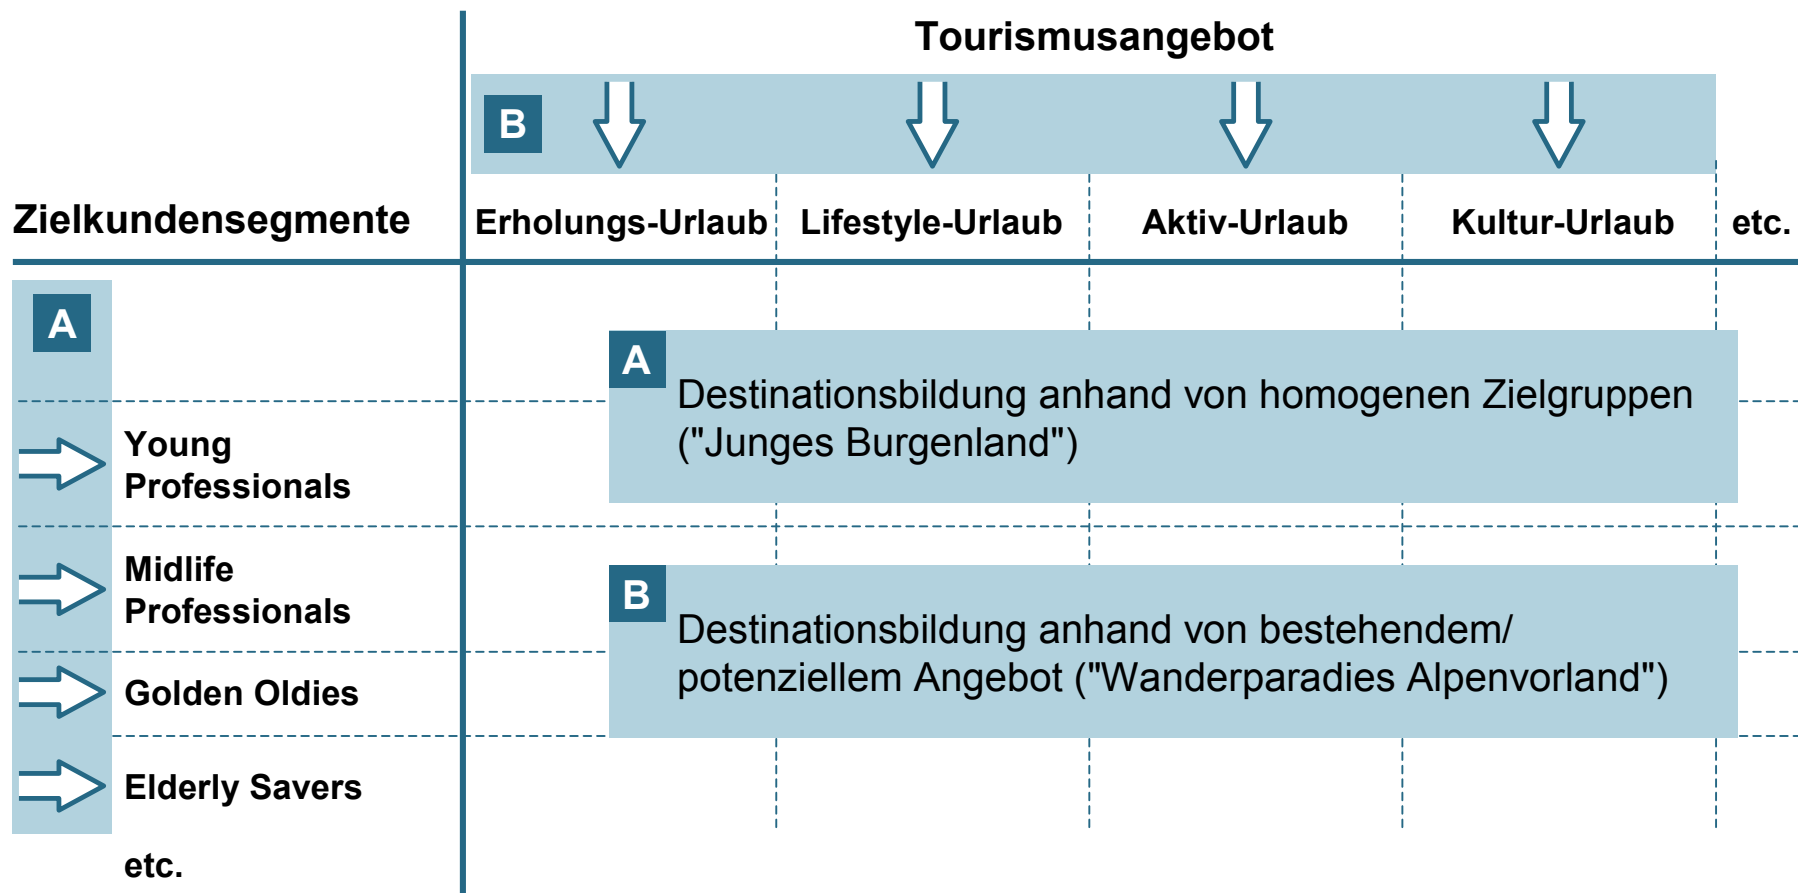 Tourismusangebot
B
Zielkundensegmente
Erholungs-Urlaub
Lifestyle-Urlaub
Aktiv-Urlaub
Kultur-Urlaub
etc.
A
A
Destinationsbildung anhand von homogenen Zielgruppen
("Junges Burgenland")
Young
Professionals
Midlife
Professionals
B
Destinationsbildung anhand von bestehendem/
potenziellem Angebot ("Wanderparadies Alpenvorland")
Golden Oldies
Elderly Savers
etc.